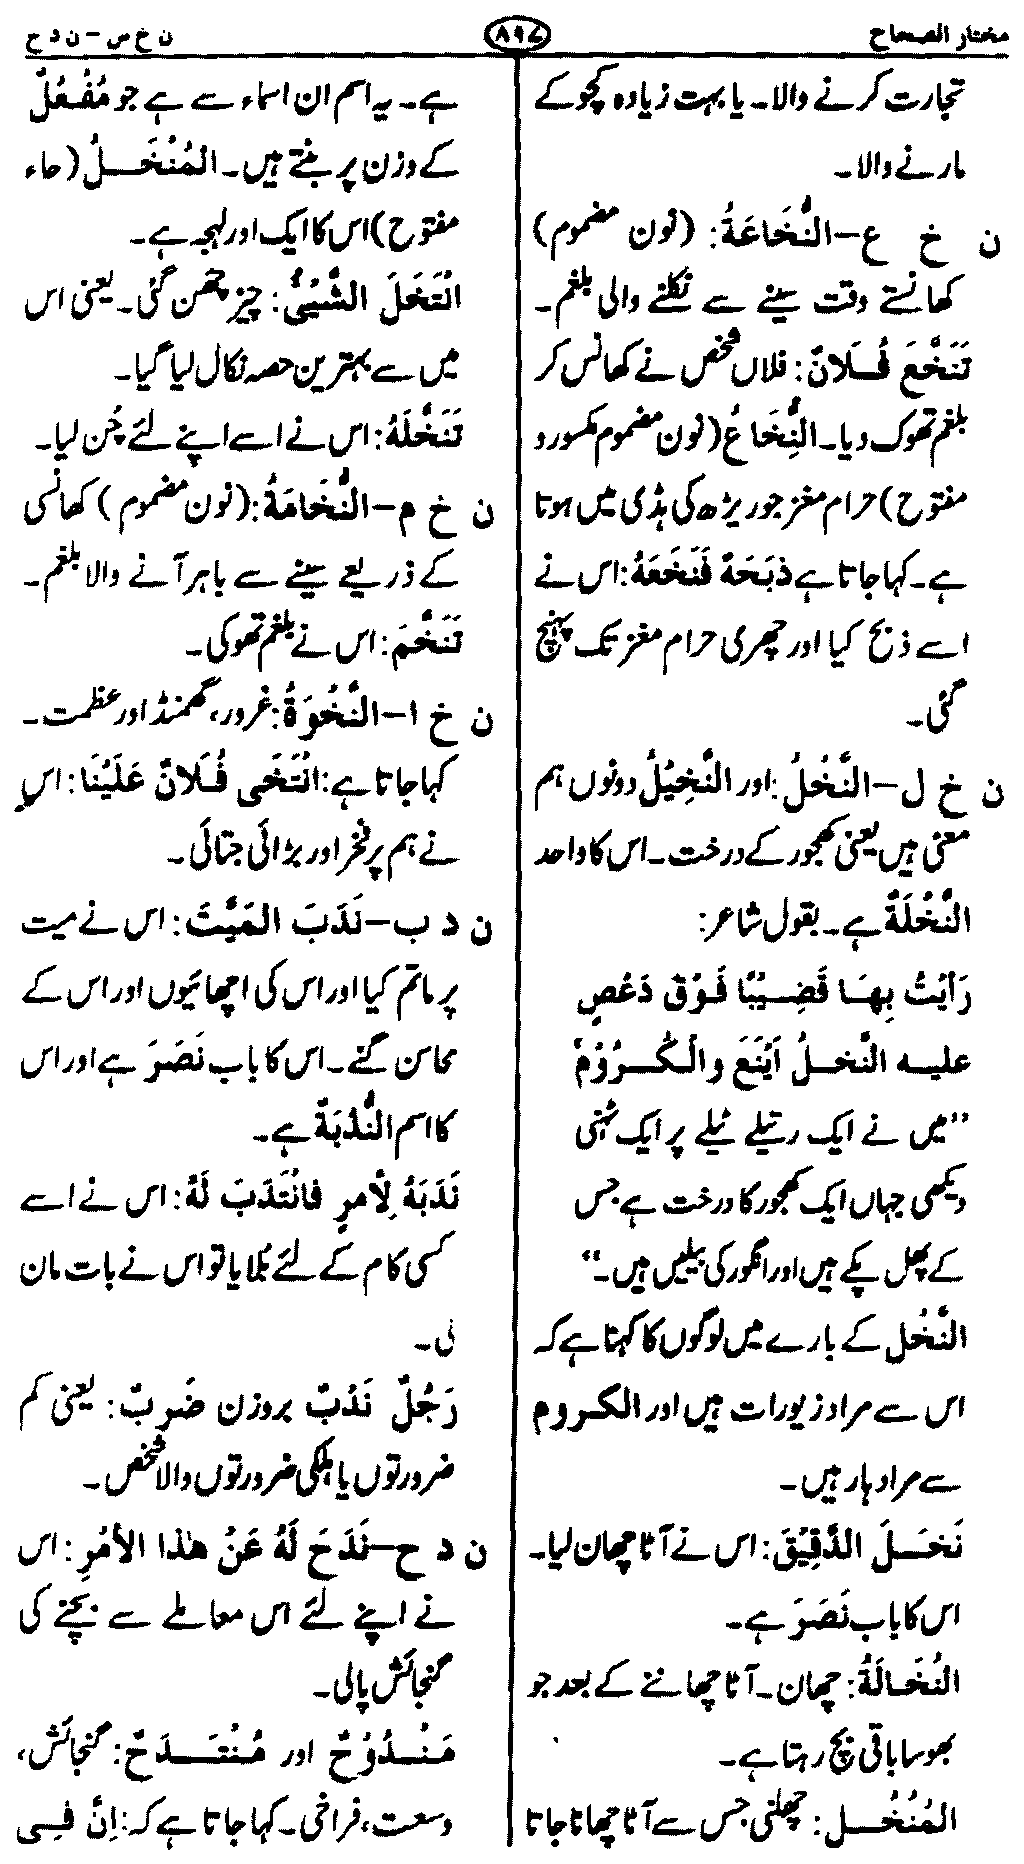 مختار الصحاح
۸۹۷
ن خ س – ن د ح
تجارت کرنے والا۔ یا بہت زیادہ کچو کے
مارنے والا۔
ن خ ع–النُّخَاعَةُ: (نون مضموم)
کھانستے وقت سینے سے نکلنے والی بلغم۔
تَنَخَّعَ فُلَانٌ: فلاں شخص نے کھانس کر
بلغم تھوک دیا۔ النُِّخَاعُ (نون مضموم مکسور و
مفتوح) حرام مغز جو ریڑھ کی ہڈی میں ہوتا
ہے۔ کہا جاتا ہے ذَبَحَهٗ فَنَخَعَهُ: اس نے
اسے ذبح کیا اور چھری حرام مغز تک پہنچ
گئی۔
ن خ ل–النَّخْلُ: اور النَّخِيْلُ دونوں ہم
معنی ہیں یعنی کھجور کے درخت۔ اس کا واحد
النَّخْلَةُ ہے۔ بقول شاعر:
رَأيْتُ بِهَا قَضِيْبًا فَوْقَ دَعْصٍ
عليه النَّخلُ أَيْنَعَ والْكُرُوْمُ
”میں نے ایک رتیلے ٹیلے پر ایک ٹہنی
دیکھی جہاں ایک کھجور کا درخت ہے جس
کے پھل پکے ہیں اور انگور کی بیلیں ہیں۔“
النَّخْل کے بارے میں لوگوں کا کہنا ہے کہ
اس سے مراد زیورات ہیں اور الکروم
سے مراد ہار ہیں۔
نَخَلَ الدَّقِيْقَ: اس نے آٹا چھان لیا۔
اس کا باب نَصَرَ ہے۔
النُخَالَةُ: چھان۔ آٹا چھاننے کے بعد جو
بھوسا باقی بچ رہتا ہے۔
المُنْخُل: چھلنی جس سے آٹا چھانا جاتا
ہے۔ یہ اسم ان اسماء سے ہے جو مُفْعُلٌ
کے وزن پر بنتے ہیں۔ المُنْخَلُ (خاء
مفتوح) اس کا ایک اور لہجہ ہے۔
انْتَخَلَ الشَّيْئُ: چیز چھن گئی۔ یعنی اس
میں سے بہترین حصہ نکال لیا گیا۔
تَنَخَّلَهُ: اس نے اسے اپنے لئے چُن لیا۔
ن خ م–النُّخَامَةُ: (نون مضموم) کھانسی
کے ذریعے سینے سے باہر آنے والا بلغم۔
تَنَخَّمَ: اس نے بلغم تھوکی۔
ن خ ا–النَّخْوَةُ: غرور، گھمنڈ اور عظمت۔
کہا جاتا ہے: انْتَخَى فُلَانٌ عَلَيْنَا: اس
نے ہم پر فخر اور بڑائی جتائی۔
ن د ب–نَدَبَ المَيِّتَ: اس نے میت
پر ماتم کیا اور اس کی اچھائیوں اور اس کے
محاسن گنے۔ اس کا باب نَصَرَ ہے اور اس
کا اسم النُّدْبَةُ ہے۔
نَدَبَهُ لِأمرٍ فانْتَدَبَ لَهُ: اس نے اسے
کسی کام کے لئے بُلایا تو اس نے بات مان
لی۔
رَجُلٌ نَدْبٌ بروزن ضَرْبٌ: یعنی کم
ضرورتوں یا ہلکی ضرورتوں والا شخص۔
ن د ح–نَدَحَ لَهُ عَنْ هٰذا الأمْرِ: اس
نے اپنے لئے اس معاملے سے بچنے کی
گنجائش پالی۔
مَنْدُوْحٌ اور مُنْتَدَحٌ: گنجائش،
وسعت، فراخی۔ کہا جاتا ہے کہ: اِنَّ فِی